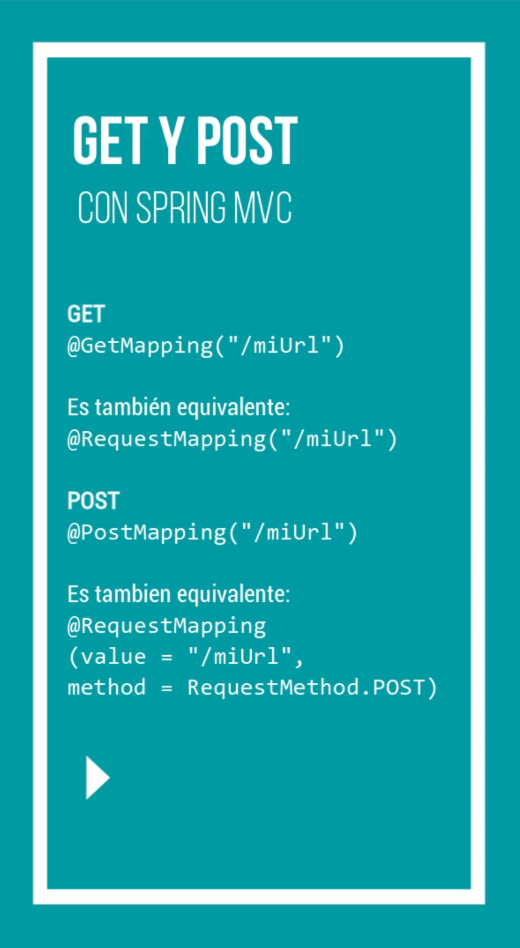 GET Y POST
CON SPRING MVC
GET
@GetMapping("/miUrl")
Es también equivalente:
@RequestMapping("/miUrl")
POST
@PostMapping("/miUrl")
Es tambien equivalente:
@RequestMapping
(value = "/miUrl",
method = RequestMethod.POST)